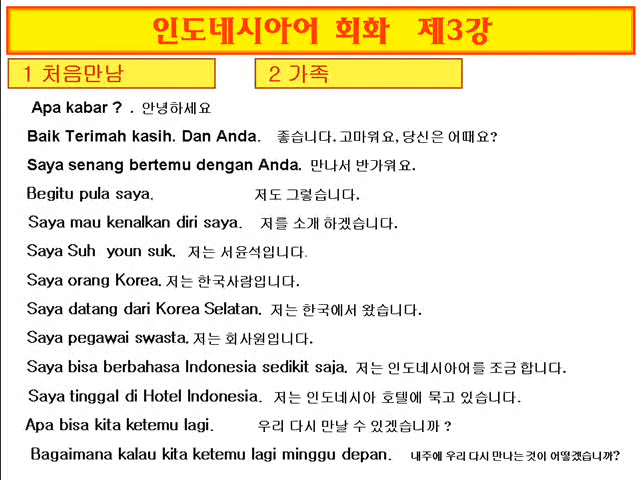 인도네시아어 회화 제3강
1 처음만남 2 가족
Apa kabar ? . 안녕하세요
Baik Terimah kasih. Dan Anda. 좋습니다. 고마워요, 당신은 어때요?
Saya senang bertemu dengan Anda. 만나서 반가워요.
Begitu pula saya. 저도 그렇습니다.
Saya mau kenalkan diri saya. 저를 소개 하겠습니다.
Saya Suh youn suk. 저는 서윤석입니다.
Saya orang Korea. 저는 한국사람입니다.
Saya datang dari Korea Selatan. 저는 한국에서 왔습니다.
Saya pegawai swasta. 저는 회사원입니다.
Saya bisa berbahasa Indonesia sedikit saja. 저는 인도네시아어를 조금 합니다.
Saya tinggal di Hotel Indonesia. 저는 인도네시아 호텔에 묵고 있습니다.
Apa bisa kita ketemu lagi. 우리 다시 만날 수 있겠습니까 ?
Bagaimana kalau kita ketemu lagi minggu depan. 내주에 우리 다시 만나는것이 어떻겠습니까?